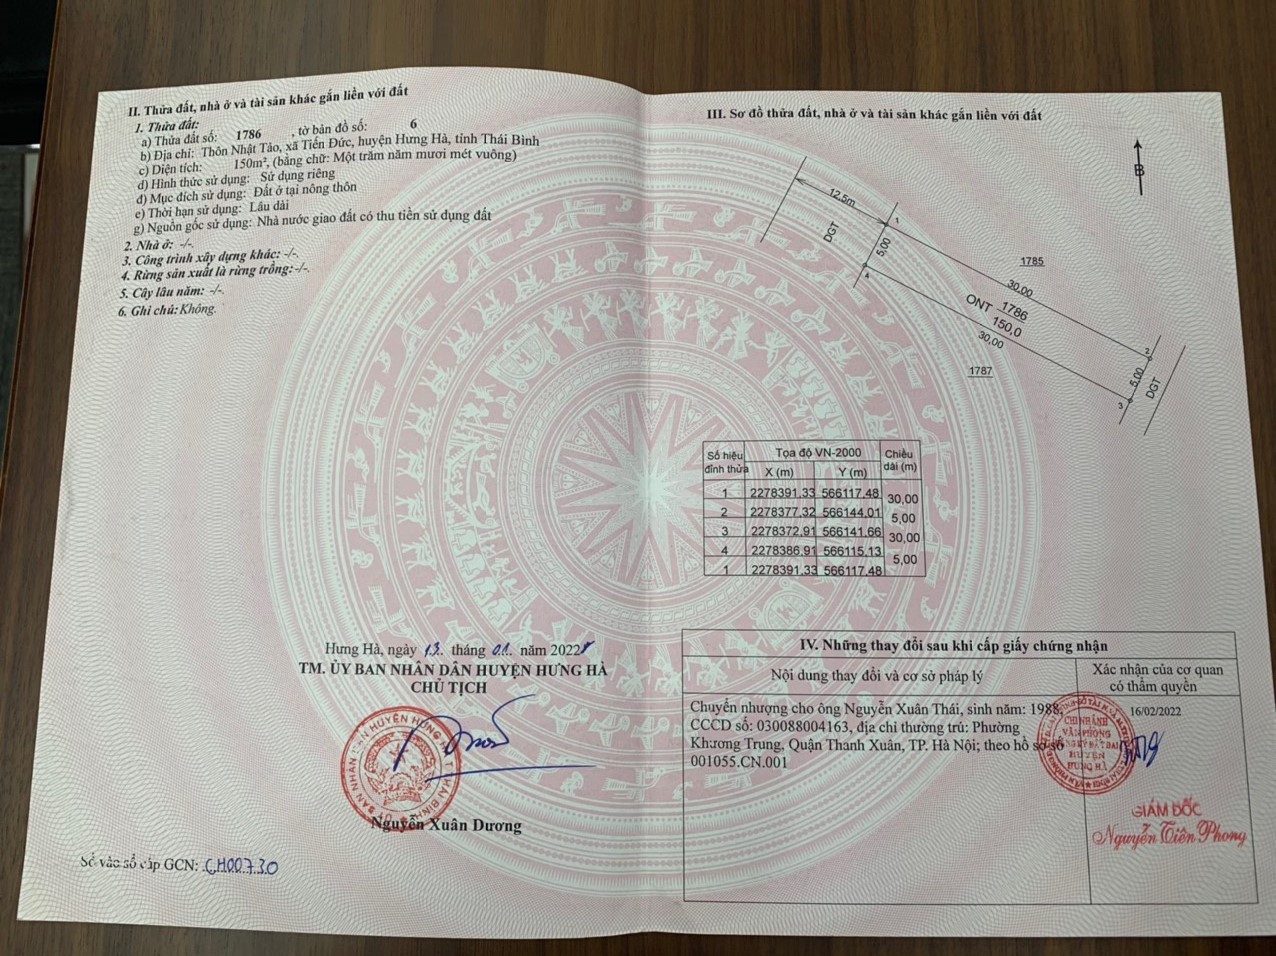 II. Thửa đất, nhà ở và tài sản khác gắn liền với đất
1. Thửa đất:
a) Thửa đất số: 1786 , tờ bản đồ số: 6
b) Địa chỉ: Thôn Nhật Tảo, xã Tiến Đức, huyện Hưng Hà, tỉnh Thái Bình
c) Diện tích: 150m², (bằng chữ: Một trăm năm mươi mét vuông)
d) Hình thức sử dụng: Sử dụng riêng
đ) Mục đích sử dụng: Đất ở tại nông thôn
e) Thời hạn sử dụng: Lâu dài
g) Nguồn gốc sử dụng: Nhà nước giao đất có thu tiền sử dụng đất
2. Nhà ở: -/-.
3. Công trình xây dựng khác: -/-.
4. Rừng sản xuất là rừng trồng: -/-.
5. Cây lâu năm: -/-.
6. Ghi chú: Không.
Hưng Hà, ngày 13. tháng 01. năm 2022
TM. ỦY BAN NHÂN DÂN HUYỆN HƯNG HÀ
CHỦ TỊCH
Nguyễn Xuân Dương
Số vào sổ cấp GCN: CH00730
III. Sơ đồ thửa đất, nhà ở và tài sản khác gắn liền với đất
B
12.5m
DGT
1
5,00
4
1785
30,00
ONT 1786
150,0
30,00
1787
2
5,00
3
DGT
Số hiệu đỉnh thửa Tọa độ VN-2000 Chiều dài (m)
X (m) Y (m)
1 2278391.33 566117.48
30,00
2 2278377.32 566144.01
5,00
3 2278372.91 566141.66
30,00
4 2278386.91 566115.13
5,00
1 2278391.33 566117.48
IV. Những thay đổi sau khi cấp giấy chứng nhận
Nội dung thay đổi và cơ sở pháp lý
Xác nhận của cơ quan
có thẩm quyền
Chuyển nhượng cho ông Nguyễn Xuân Thái, sinh năm: 1988,
CCCD số: 030088004163, địa chỉ thường trú: Phường
Khương Trung, Quận Thanh Xuân, TP. Hà Nội; theo hồ sơ số
001055.CN.001
16/02/2022
CHI NHÁNH
VĂN PHÒNG
HUYỆN
HƯNG HÀ
GIÁM ĐỐC
Nguyễn Tiên Phong